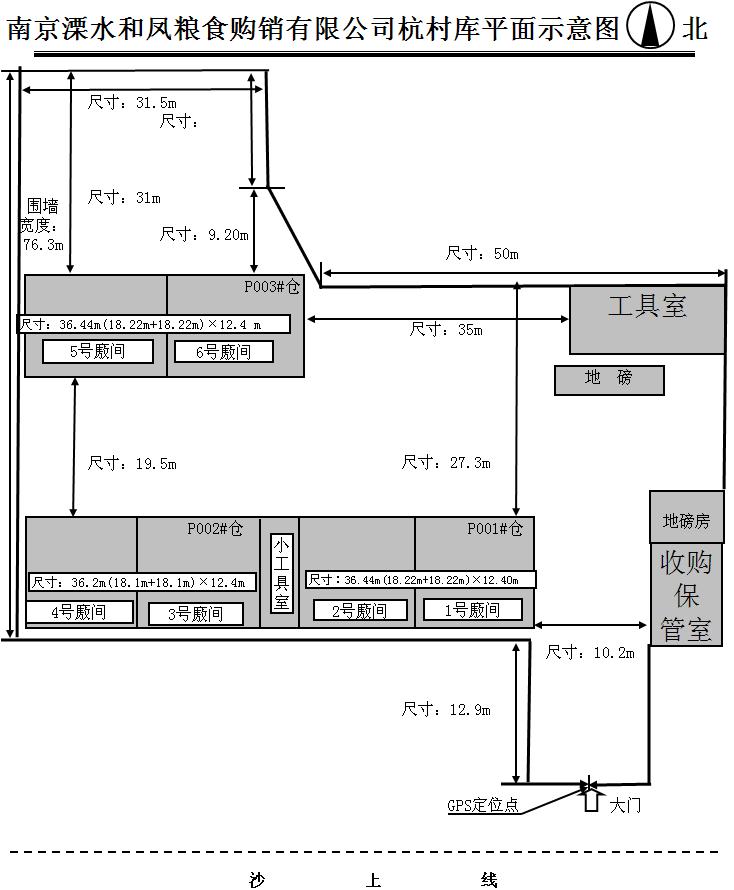 南京溧水和凤粮食购销有限公司杭村库平面示意图 北
尺寸：31.5m
尺寸：
尺寸：31m
围墙
宽度：
76.3m
尺寸：9.20m
尺寸：50m
P003#仓
工具室
尺寸：36.44m(18.22m+18.22m)×12.4 m
尺寸：35m
5号廒间
6号廒间
地 磅
尺寸：19.5m
尺寸：27.3m
P002#仓
P001#仓
地磅房
小工具室
收购
保
管室
尺寸：36.2m(18.1m+18.1m)×12.4m
尺寸：36.44m(18.22m+18.22m)×12.40m
4号廒间
3号廒间
2号廒间
1号廒间
尺寸：10.2m
尺寸：12.9m
GPS定位点
大门
沙 上 线